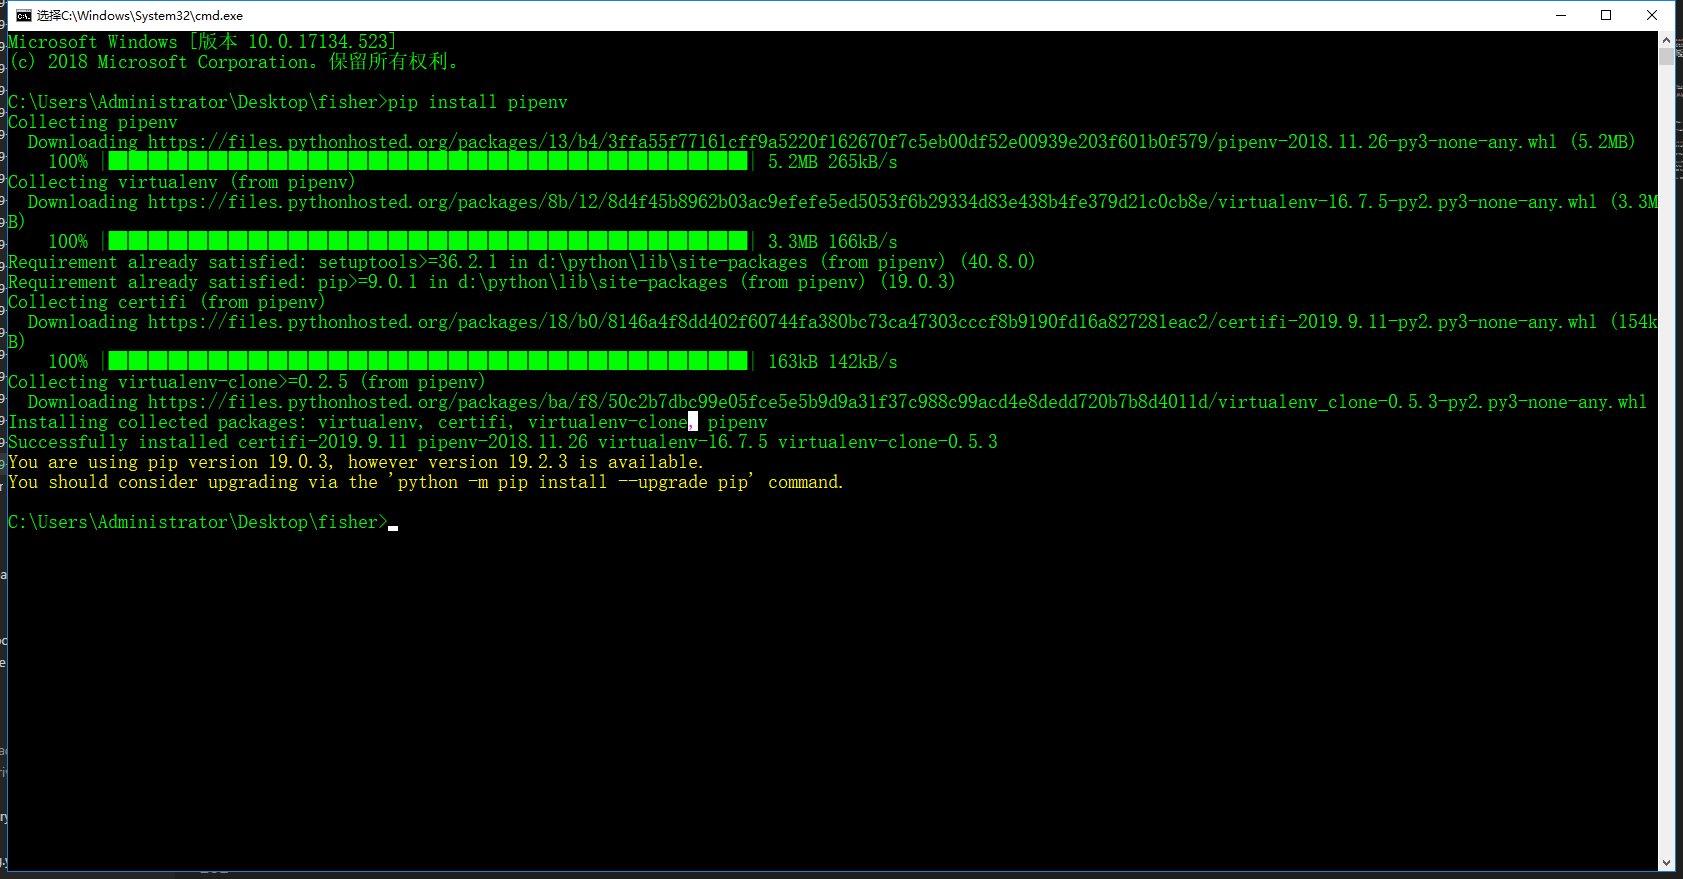 选择C:\Windows\System32\cmd.exe
Microsoft Windows [版本 10.0.17134.523]
(c) 2018 Microsoft Corporation。保留所有权利。
C:\Users\Administrator\Desktop\fisher>pip install pipenv
Collecting pipenv
Downloading https://files.pythonhosted.org/packages/13/b4/3ffa55f77161cff9a5220f162670f7c5eb00df52e00939e203f601b0f579/pipenv-2018.11.26-py3-none-any.whl (5.2MB)
100% || 5.2MB 265kB/s
Collecting virtualenv (from pipenv)
Downloading https://files.pythonhosted.org/packages/8b/12/8d4f45b8962b03ac9efefe5ed5053f6b29334d83e438b4fe379d21c0cb8e/virtualenv-16.7.5-py2.py3-none-any.whl (3.3M
B)
100% || 3.3MB 166kB/s
Requirement already satisfied: setuptools>=36.2.1 in d:\python\lib\site-packages (from pipenv) (40.8.0)
Requirement already satisfied: pip>=9.0.1 in d:\python\lib\site-packages (from pipenv) (19.0.3)
Collecting certifi (from pipenv)
Downloading https://files.pythonhosted.org/packages/18/b0/8146a4f8dd402f60744fa380bc73ca47303cccf8b9190fd16a827281eac2/certifi-2019.9.11-py2.py3-none-any.whl (154k
B)
100% || 163kB 142kB/s
Collecting virtualenv-clone>=0.2.5 (from pipenv)
Downloading https://files.pythonhosted.org/packages/ba/f8/50c2b7dbc99e05fce5e5b9d9a31f37c988c99acd4e8dedd720b7b8d4011d/virtualenv_clone-0.5.3-py2.py3-none-any.whl
Installing collected packages: virtualenv, certifi, virtualenv-clone, pipenv
Successfully installed certifi-2019.9.11 pipenv-2018.11.26 virtualenv-16.7.5 virtualenv-clone-0.5.3
You are using pip version 19.0.3, however version 19.2.3 is available.
You should consider upgrading via the 'python -m pip install --upgrade pip' command.
C:\Users\Administrator\Desktop\fisher>